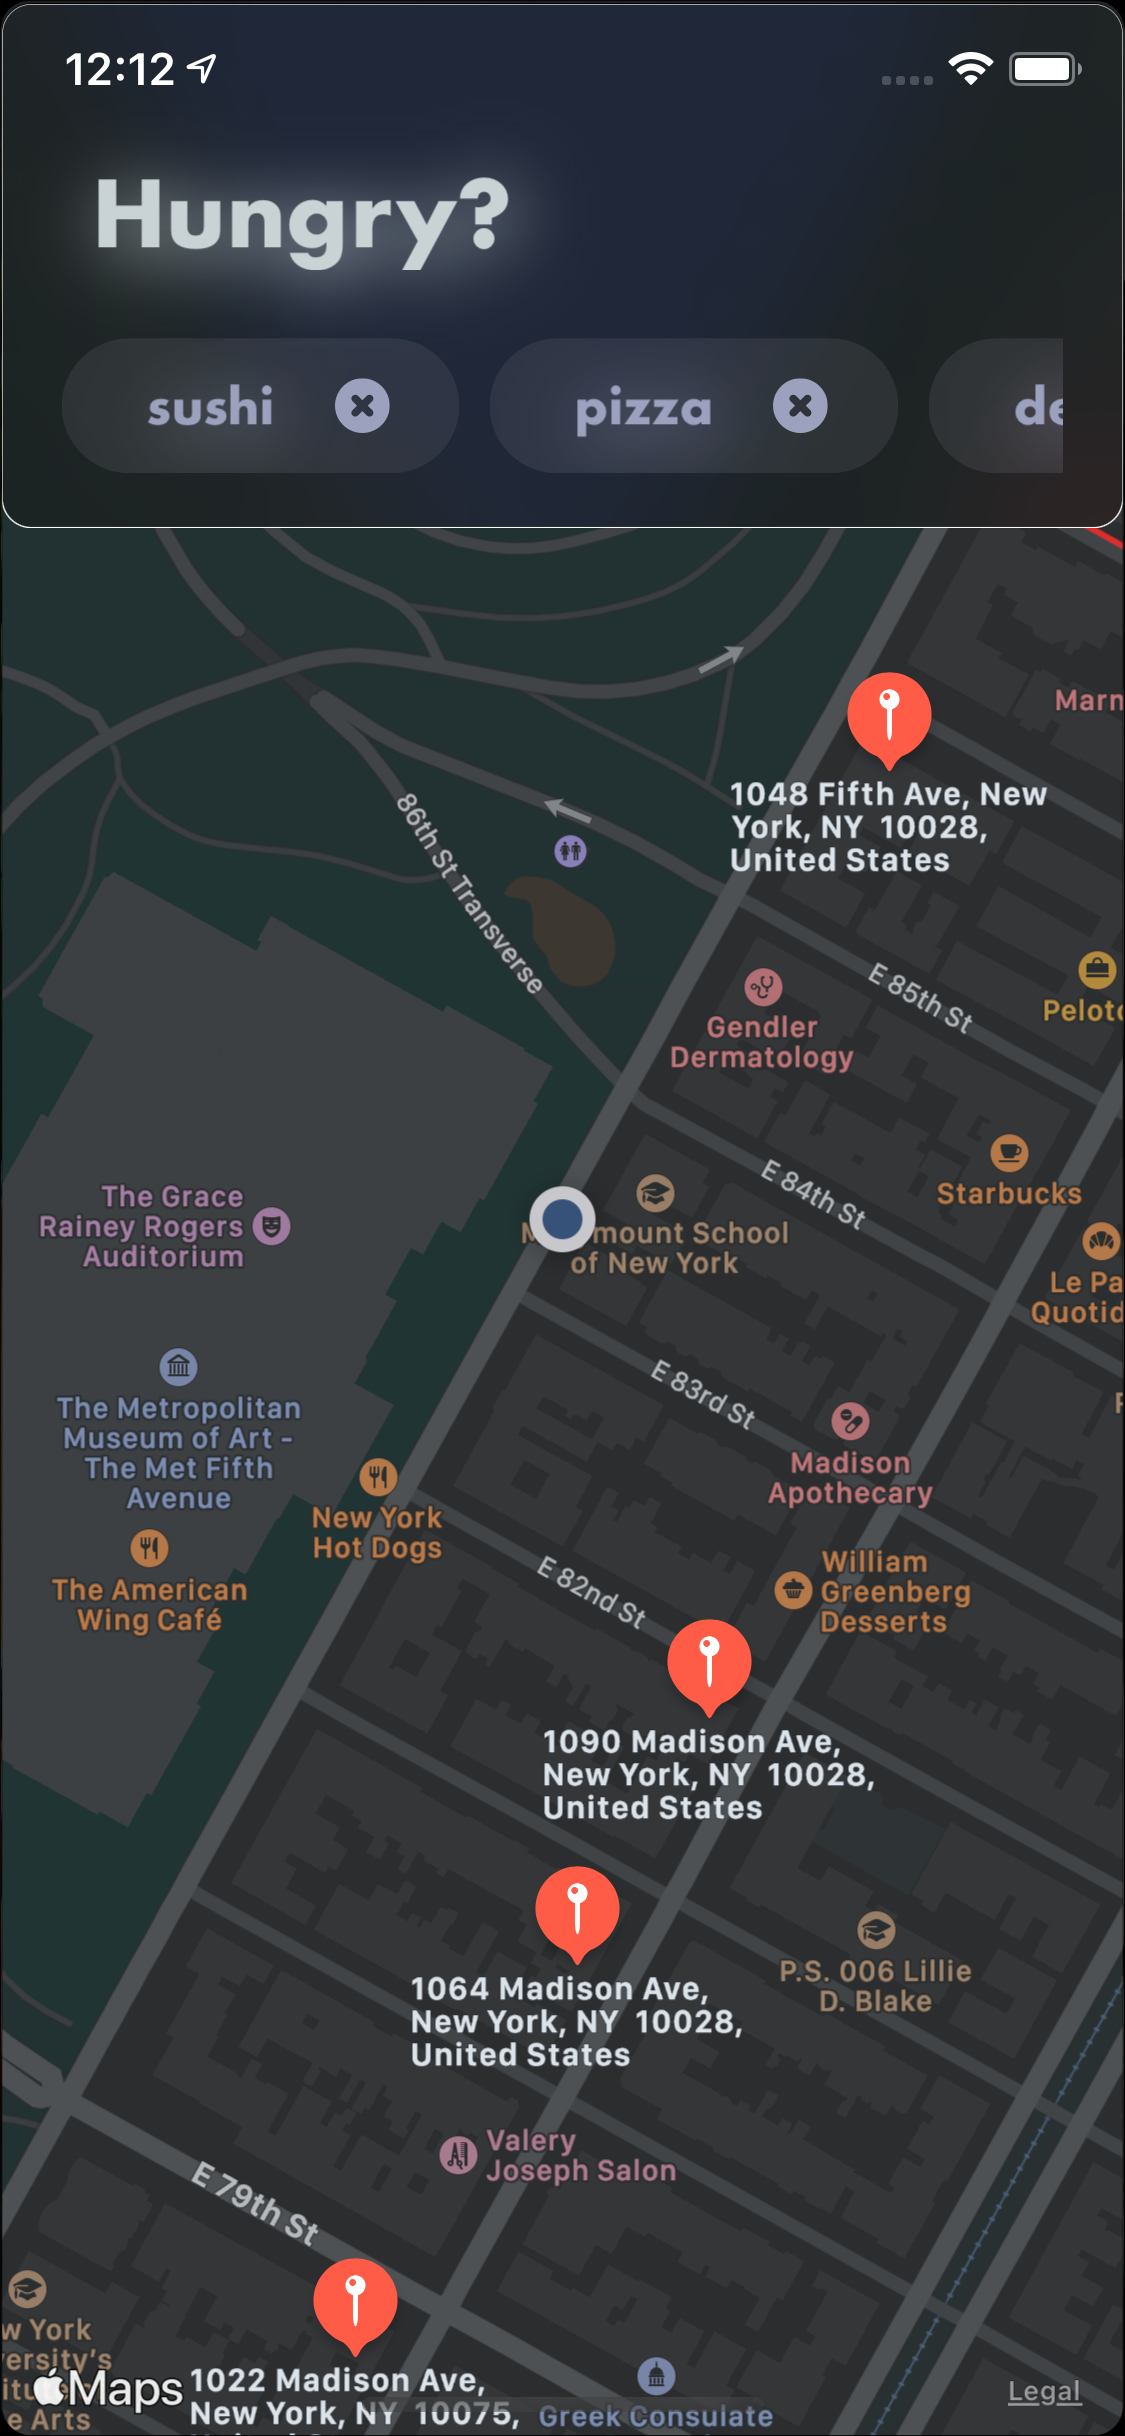 12:12
Hungry?
sushi
pizza
Marn
1048 Fifth Ave, New
York, NY 10028,
United States
86th St Transverse
E 85th St
Peloto
Gendler
Dermatology
Starbucks
E 84th St
The Grace
Rainey Rogers
Auditorium
mount School
of New York
Le Pa
Quotid
E 83rd St
The Metropolitan
Museum of Art -
The Met Fifth
Avenue
Madison
Apothecary
New York
Hot Dogs
The American
Wing Café
E 82nd St
William
Greenberg
Desserts
1090 Madison Ave,
New York, NY 10028,
United States
P.S. 006 Lillie
D. Blake
1064 Madison Ave,
New York, NY 10028,
United States
Valery
Joseph Salon
E 79th St
w York
ersity's
e Arts
Maps
1022 Madison Ave,
New York, NY 10075,
Greek Consulate
Legal